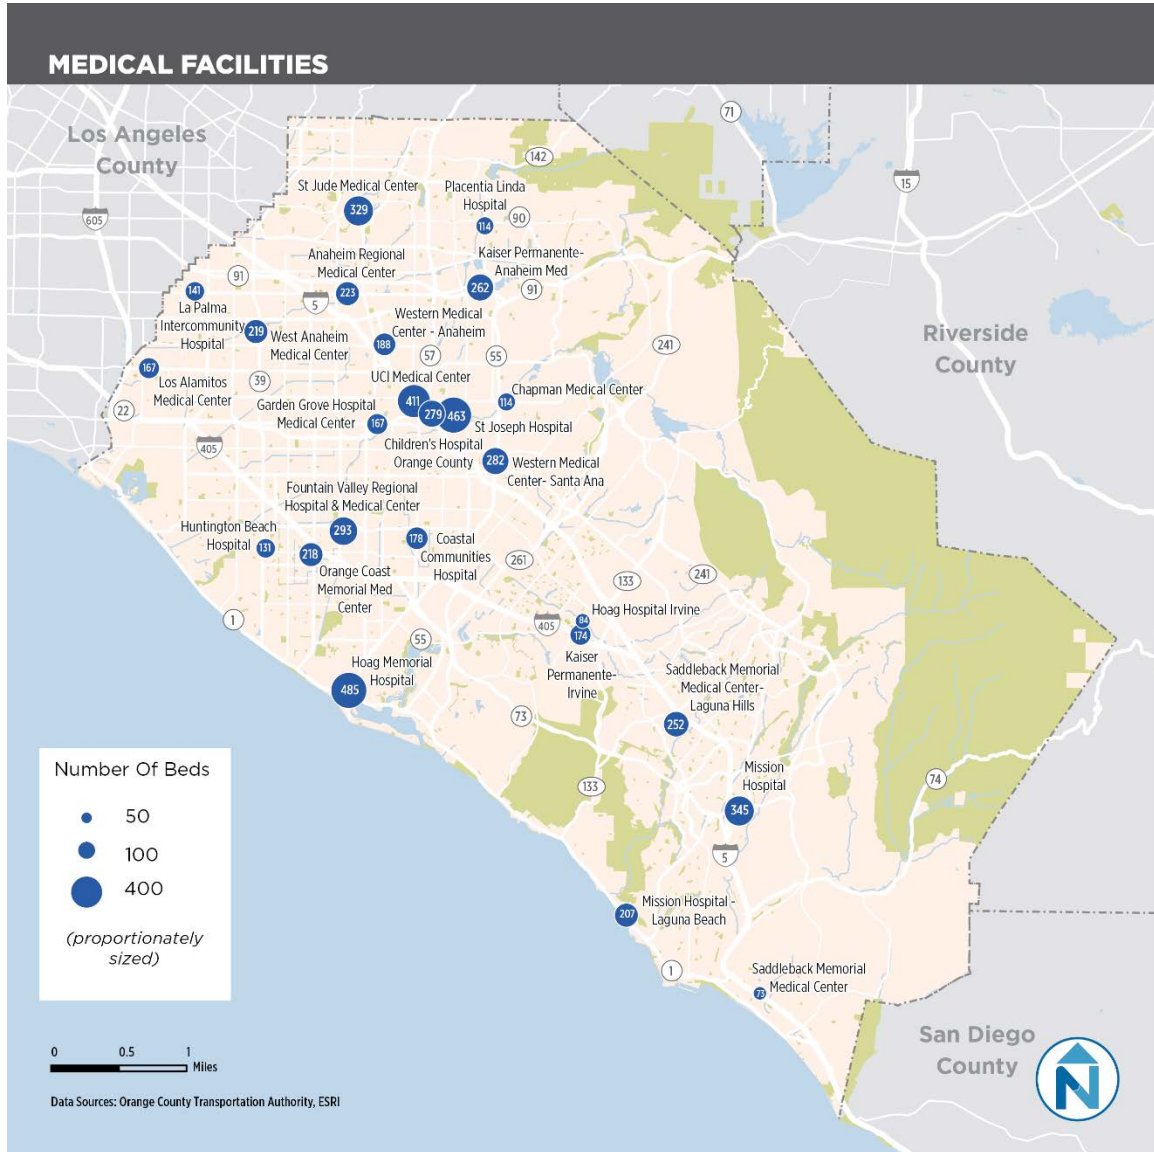 MEDICAL FACILITIES
Los Angeles
County
71
142
15
St Jude Medical Center
Placentia Linda
Hospital
329
605
90
114
Anaheim Regional
Medical Center
Kaiser Permanente-
Anaheim Med
91
141
5
223
262
91
La Palma
Intercommunity
Hospital
219
West Anaheim
Medical Center
Western Medical
Center - Anaheim
188
Riverside
County
241
57
55
167
Los Alamitos
Medical Center
39
UCI Medical Center
Chapman Medical Center
22
Garden Grove Hospital
Medical Center
411
279
463
114
167
St Joseph Hospital
405
Children's Hospital
Orange County
282
Western Medical
Center- Santa Ana
Fountain Valley Regional
Hospital & Medical Center
Huntington Beach
Hospital
131
218
293
178
Coastal
Communities
Hospital
Orange Coast
Memorial Med
Center
261
133
241
1
55
405
84
Hoag Hospital Irvine
174
Kaiser
Permanente-
Irvine
Hoag Memorial
Hospital
485
Saddleback Memorial
Medical Center-
Laguna Hills
252
73
Mission
Hospital
133
74
345
5
Mission Hospital -
Laguna Beach
207
1
Saddleback Memorial
Medical Center
73
San Diego
County
Number Of Beds
50
100
400
(proportionately
sized)
0 0.5 1
Miles
Data Sources: Orange County Transportation Authority, ESRI
N